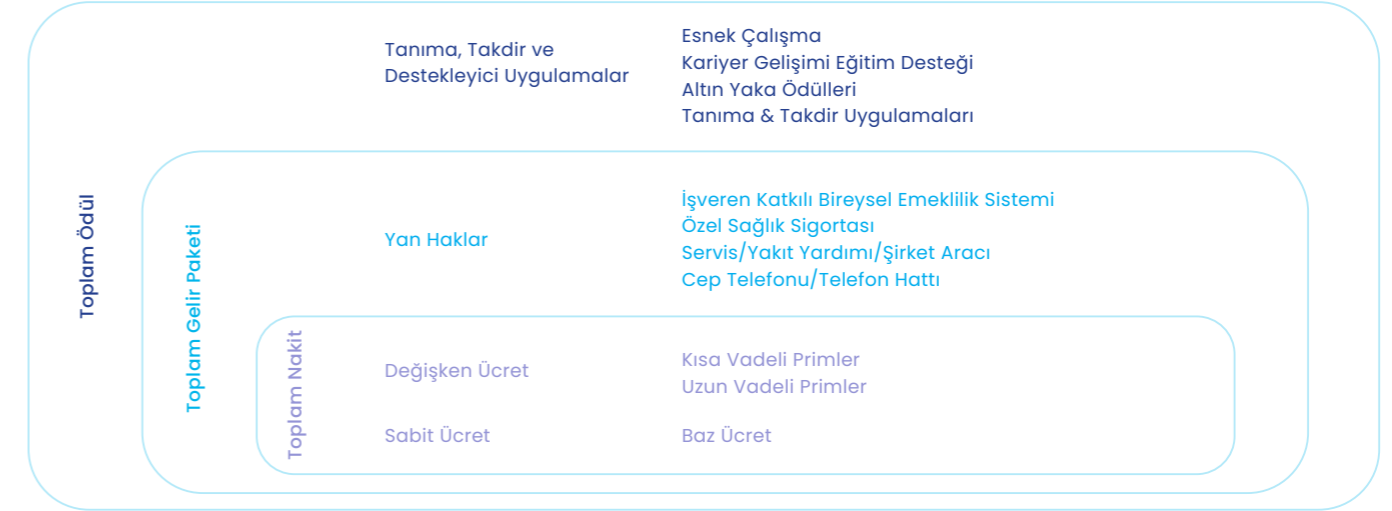 Toplam Ödül
Tanıma, Takdir ve
Destekleyici Uygulamalar
Esnek Çalışma
Kariyer Gelişimi Eğitim Desteği
Altın Yaka Ödülleri
Tanıma & Takdir Uygulamaları
Toplam Gelir Paketi
Yan Haklar
İşveren Katkılı Bireysel Emeklilik Sistemi
Özel Sağlık Sigortası
Servis/Yakıt Yardımı/Şirket Aracı
Cep Telefonu/Telefon Hattı
Toplam Nakit
Değişken Ücret
Kısa Vadeli Primler
Uzun Vadeli Primler
Sabit Ücret
Baz Ücret